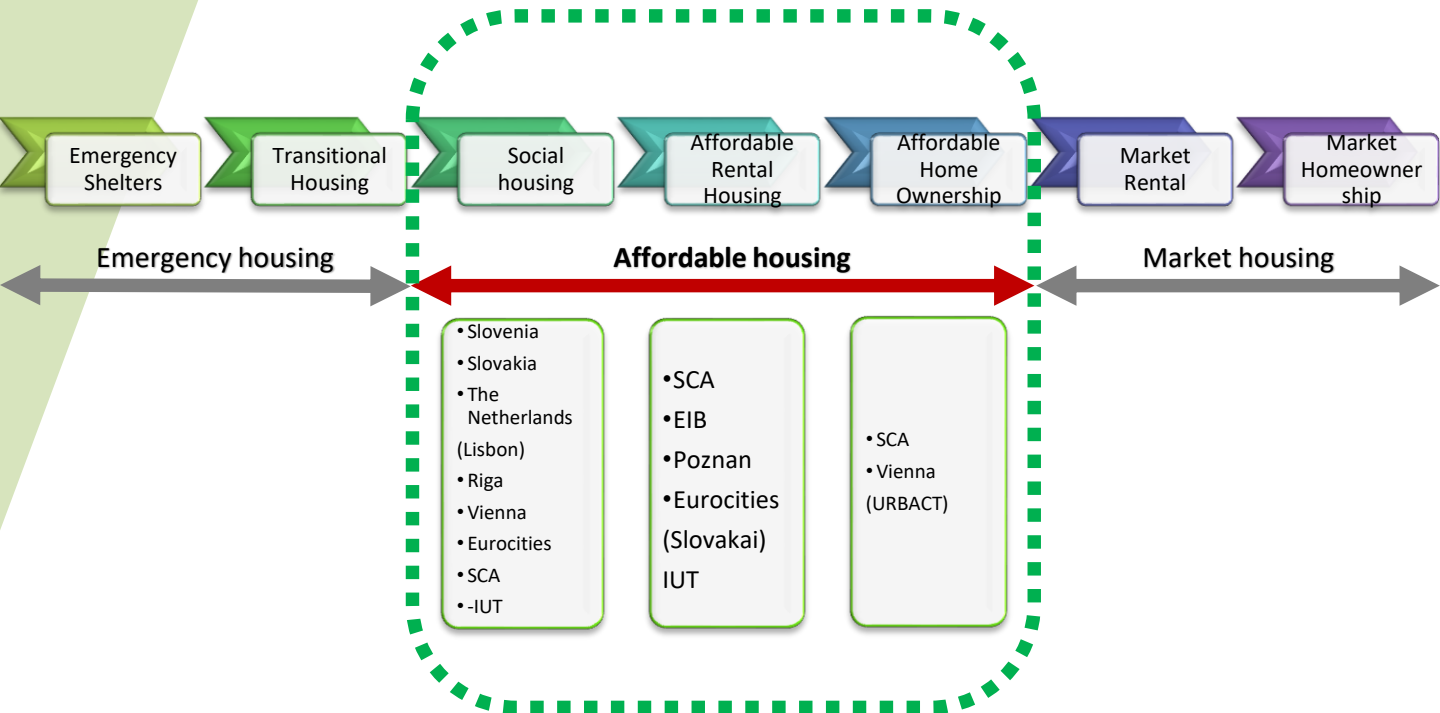 Emergency
Shelters
Transitional
Housing
Social
housing
Affordable
Rental
Housing
Affordable
Home
Ownership
Market
Rental
Market
Homeowner
ship
Emergency housing
Affordable housing
Market housing
• Slovenia
• Slovakia
• The
Netherlands
(Lisbon)
• Riga
• Vienna
• Eurocities
• SCA
• -IUT
•SCA
•EIB
•Poznan
•Eurocities
(Slovakai)
IUT
• SCA
• Vienna
(URBACT)